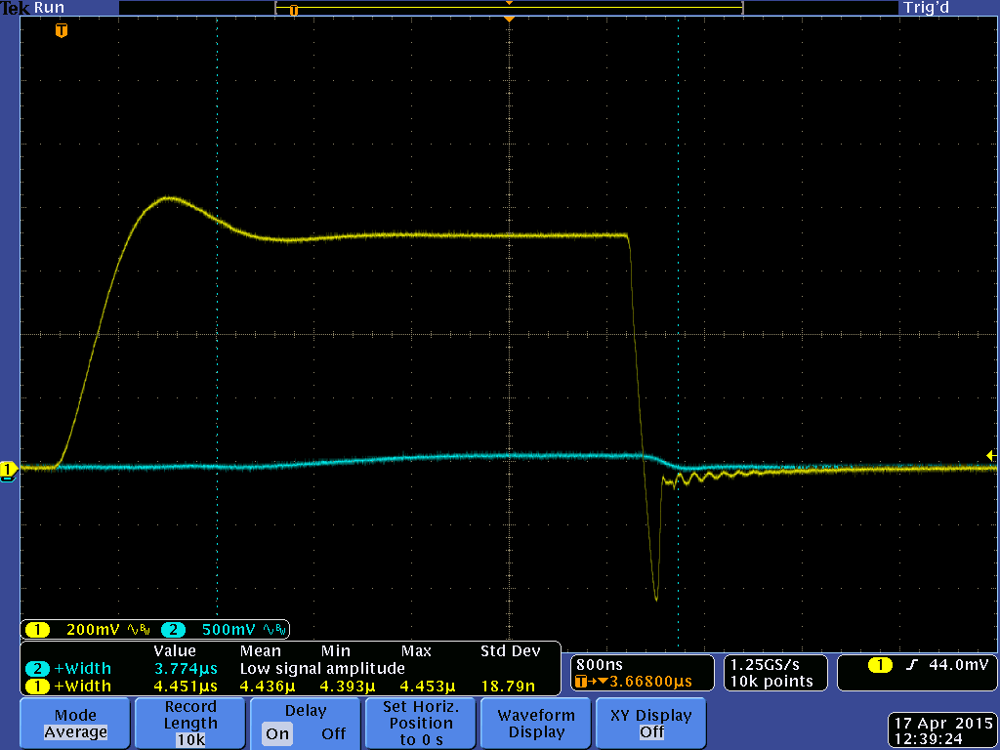 Tek Run Trig'd
T
T
1
1 200mV ∿ BW 2 500mV ∿ BW
Value Mean Min Max Std Dev
2 +Width 3.774µs Low signal amplitude
1 +Width 4.451µs 4.436µ 4.393µ 4.453µ 18.79n
800ns
T→▼3.66800µs
1.25GS/s
10k points
1 44.0mV
Mode
Average
Record
Length
10k
Delay
On Off
Set Horiz.
Position
to 0 s
Waveform
Display
XY Display
Off
17 Apr 2015
12:39:24